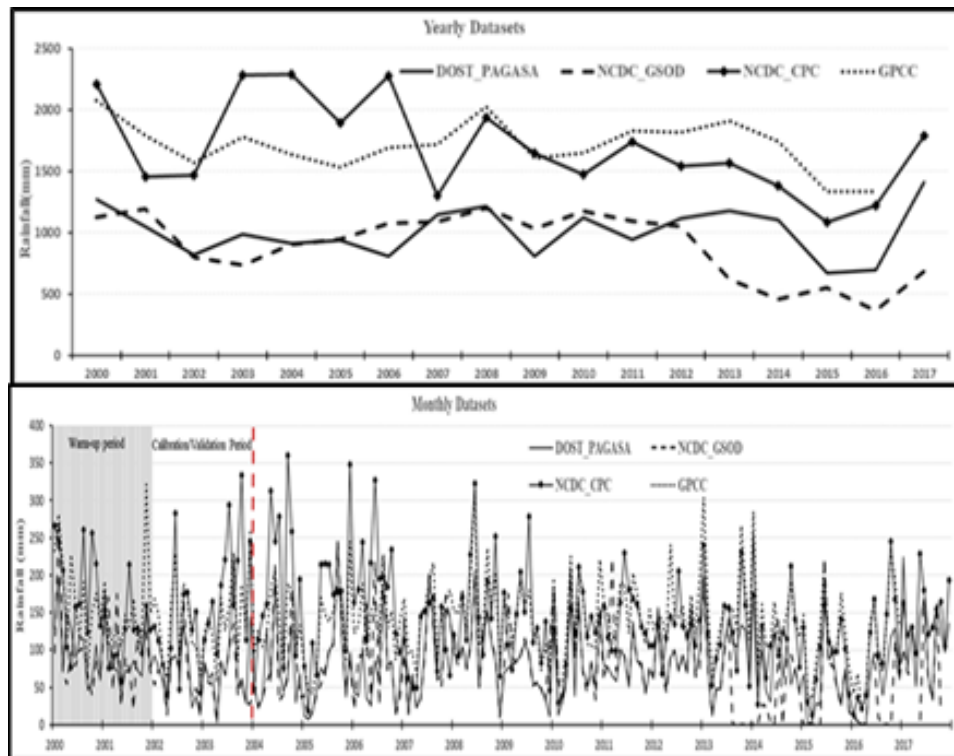 Yearly Datasets
2500
DOST_PAGASA NCDC_GSOD NCDC_CPC GPCC
2000
1500
Rainfall(mm)
1000
500
0
2000 2001 2002 2003 2004 2005 2006 2007 2008 2009 2010 2011 2012 2013 2014 2015 2016 2017
Monthly Datasets
400
Warm-up period Calibration/Validation Period
DOST_PAGASA NCDC_GSOD
350
NCDC_CPC GPCC
300
250
200
Rainfall (mm)
150
100
50
0
2000 2001 2002 2003 2004 2005 2006 2007 2008 2009 2010 2011 2012 2013 2014 2015 2016 2017